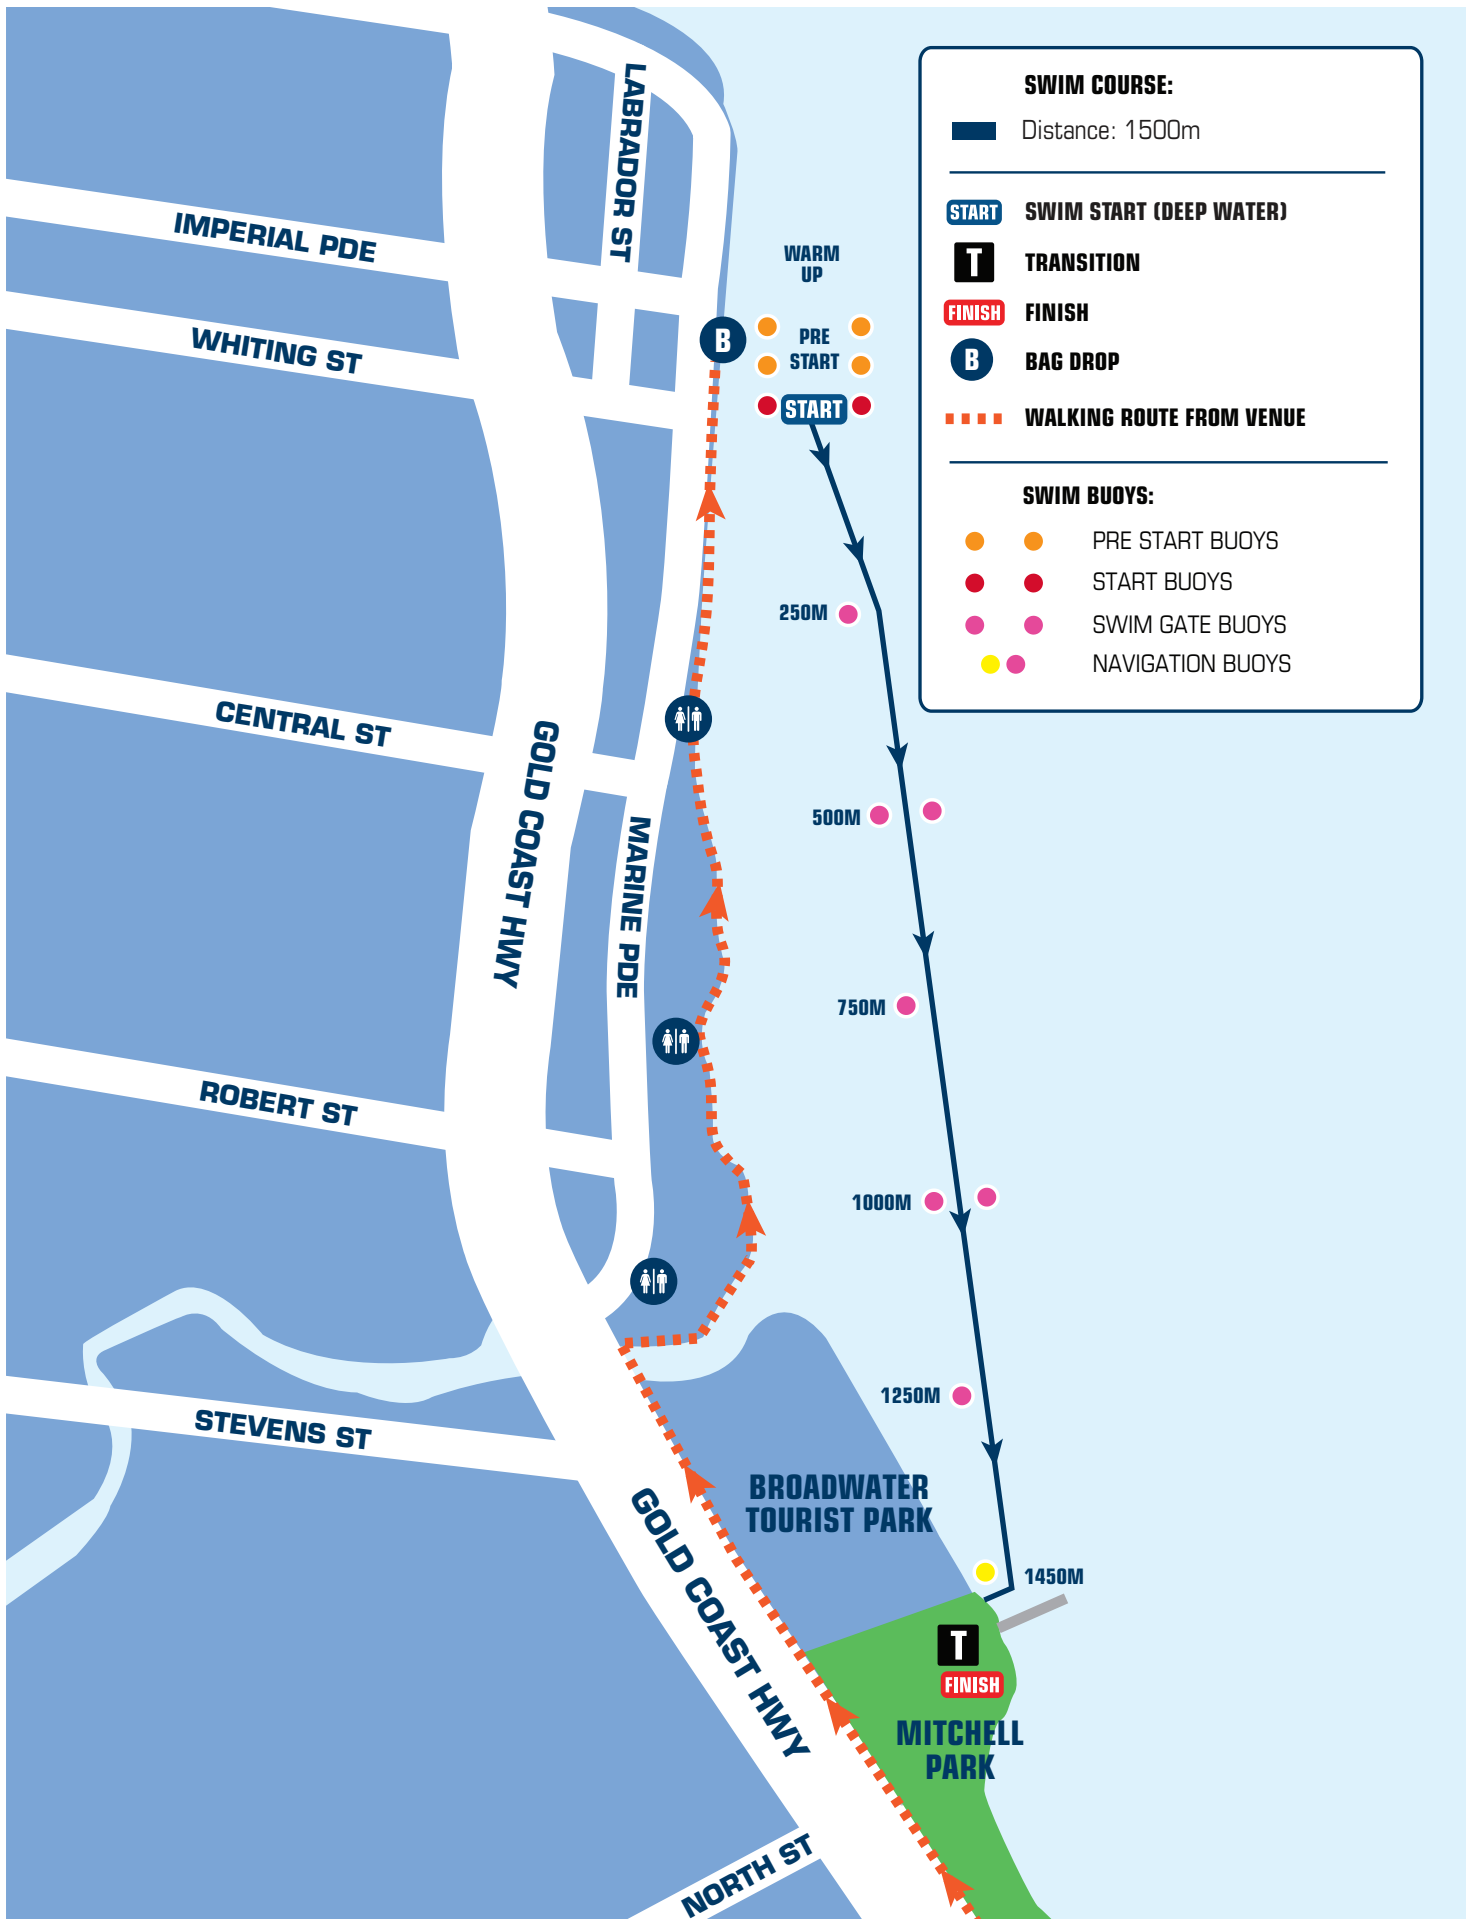 SWIM COURSE:
Distance: 1500m
START
SWIM START (DEEP WATER)
T
TRANSITION
FINISH
FINISH
B
BAG DROP
WALKING ROUTE FROM VENUE
SWIM BUOYS:
PRE START BUOYS
START BUOYS
SWIM GATE BUOYS
NAVIGATION BUOYS
LABRADOR ST
IMPERIAL PDE
WARM
UP
WHITING ST
B
PRE
START
START
250M
CENTRAL ST
GOLD COAST HWY
500M
MARINE PDE
750M
ROBERT ST
1000M
1250M
STEVENS ST
BROADWATER
TOURIST PARK
GOLD COAST HWY
1450M
T
FINISH
MITCHELL
PARK
NORTH ST